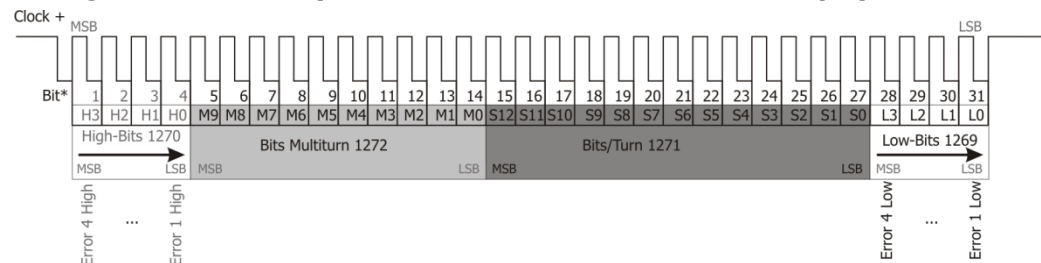 Clock +
MSB LSB
Bit* 1 2 3 4 5 6 7 8 9 10 11 12 13 14 15 16 17 18 19 20 21 22 23 24 25 26 27 28 29 30 31
H3 H2 H1 H0 M9 M8 M7 M6 M5 M4 M3 M2 M1 M0 S12 S11 S10 S9 S8 S7 S6 S5 S4 S3 S2 S1 S0 L3 L2 L1 L0
High-Bits 1270 Bits Multiturn 1272 Bits/Turn 1271 Low-Bits 1269
MSB LSB MSB LSB MSB LSB MSB LSB
Error 4 High ... Error 1 High Error 4 Low ... Error 1 Low